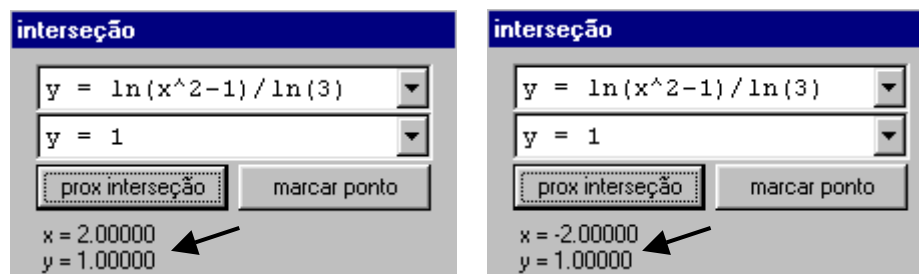 interseção
y = ln(x^2-1)/ln(3)
y = 1
prox interseção marcar ponto
x = 2.00000
y = 1.00000
interseção
y = ln(x^2-1)/ln(3)
y = 1
prox interseção marcar ponto
x = -2.00000
y = 1.00000